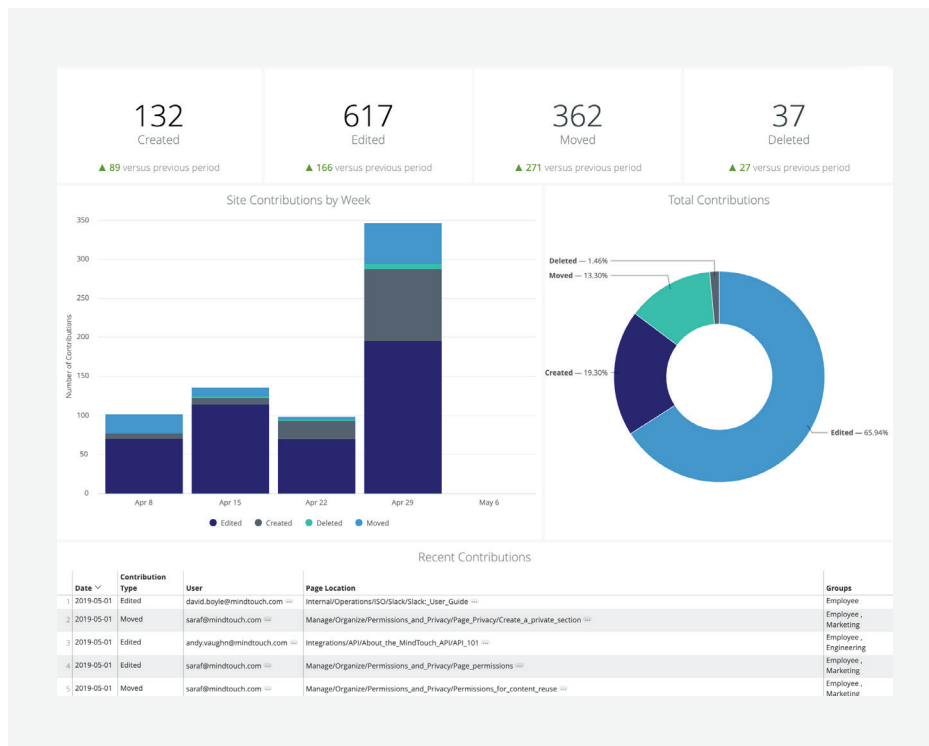 132
Created
▲ 89 versus previous period
617
Edited
▲ 166 versus previous period
362
Moved
▲ 271 versus previous period
37
Deleted
▲ 27 versus previous period
Site Contributions by Week
Number of Contributions
350
300
250
200
150
100
50
0
Apr 8
Apr 15
Apr 22
Apr 29
May 6
Edited
Created
Deleted
Moved
Total Contributions
Deleted — 1.46%
Moved — 13.30%
Created — 19.30%
Edited — 65.94%
Recent Contributions
Date Contribution Type User Page Location Groups
1 2019-05-01 Edited david.boyle@mindtouch.com Internal/Operations/ISO/Slack/Slack:_User_Guide Employee
2 2019-05-01 Moved saraf@mindtouch.com Manage/Organize/Permissions_and_Privacy/Page_Privacy/Create_a_private_section Employee , Marketing
3 2019-05-01 Edited andy.vaughn@mindtouch.com Integrations/API/About_the_MindTouch_API/API_101 Employee , Engineering
4 2019-05-01 Edited saraf@mindtouch.com Manage/Organize/Permissions_and_Privacy/Page_permissions Employee , Marketing
5 2019-05-01 Moved saraf@mindtouch.com Manage/Organize/Permissions_and_Privacy/Permissions_for_content_reuse Employee , Marketing